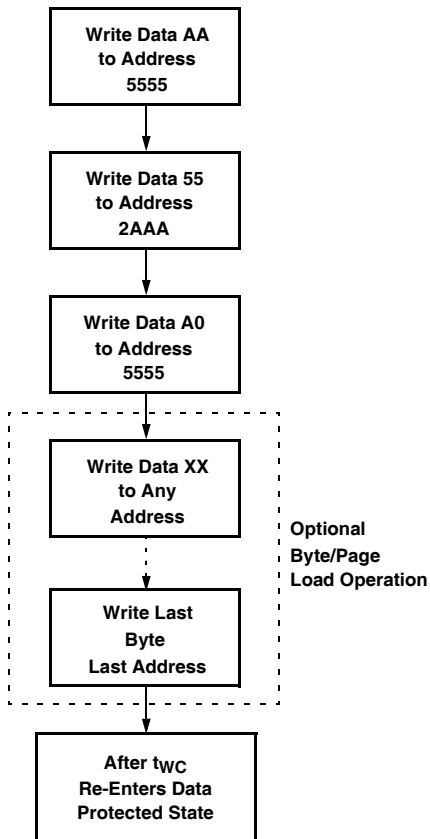 Write Data AA
to Address
5555
Write Data 55
to Address
2AAA
Write Data A0
to Address
5555
Write Data XX
to Any
Address
Optional
Byte/Page
Load Operation
Write Last
Byte
Last Address
After tWC
Re-Enters Data
Protected State